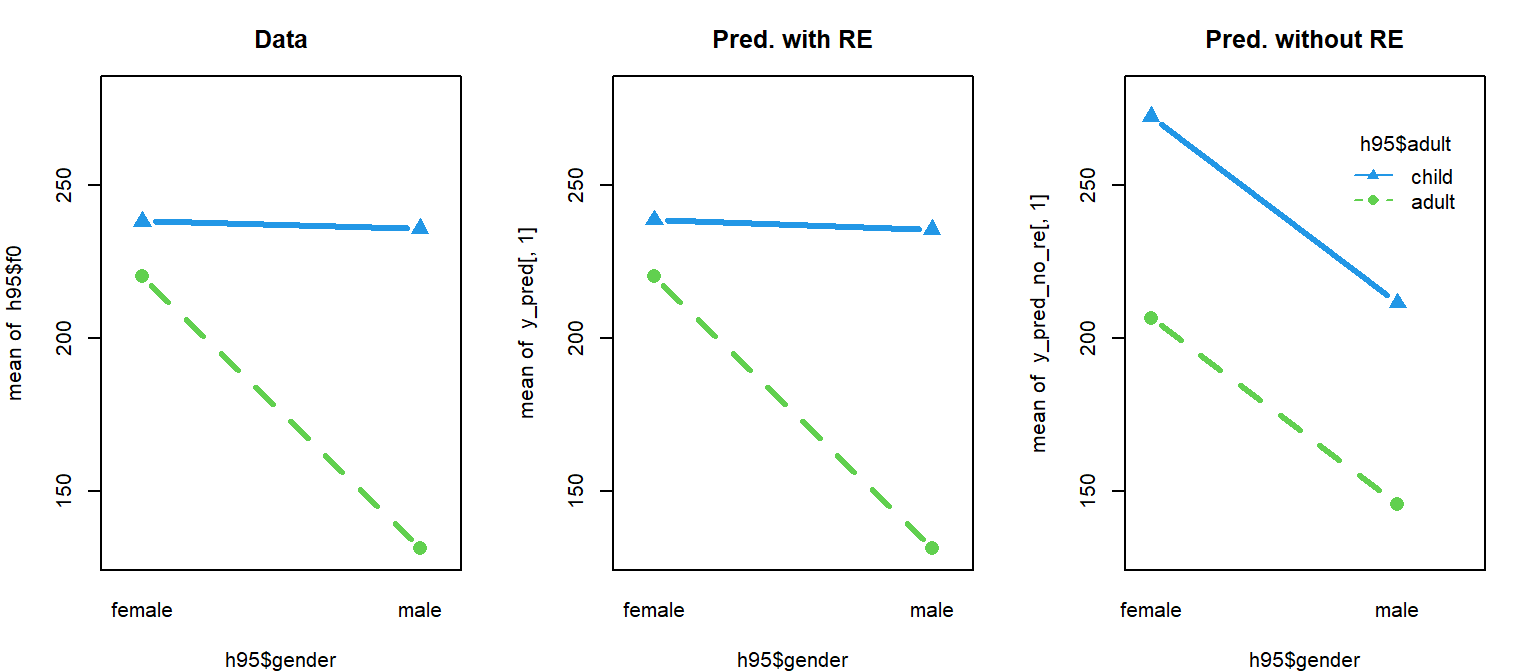 Data
mean of  h95$f0
250
200
150
female
male
h95$gender
Pred. with RE
mean of  y_pred[, 1]
250
200
150
female
male
h95$gender
Pred. without RE
mean of  y_pred_no_re[, 1]
250
200
150
h95$adult
child
adult
female
male
h95$gender